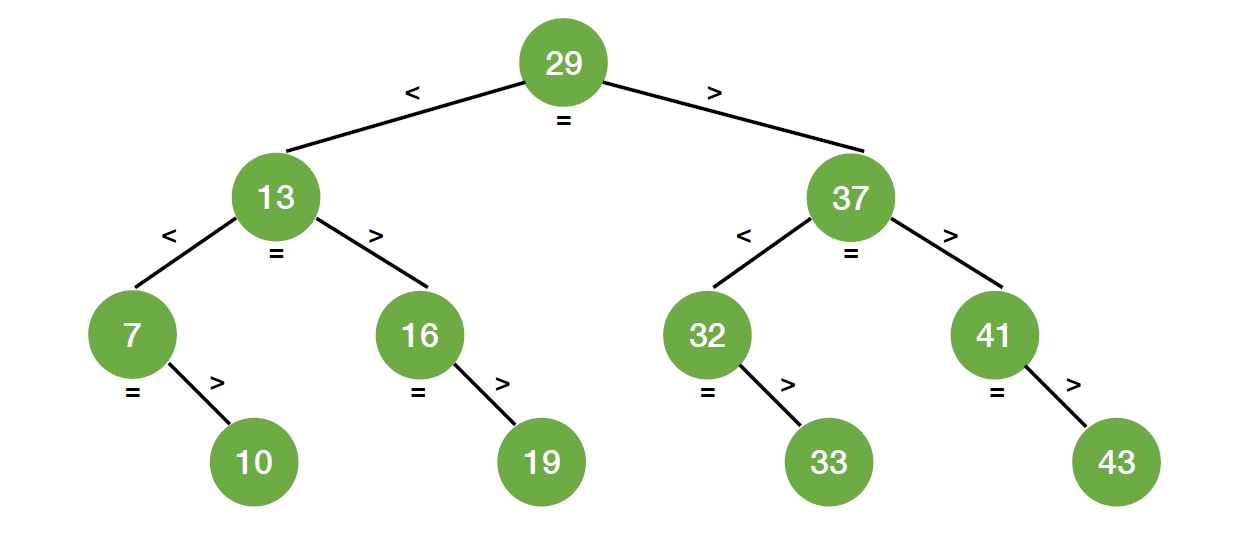 29
< >
=
13 37
< > < >
= =
7 16 32 41
> > > >
= = = =
10 19 33 43